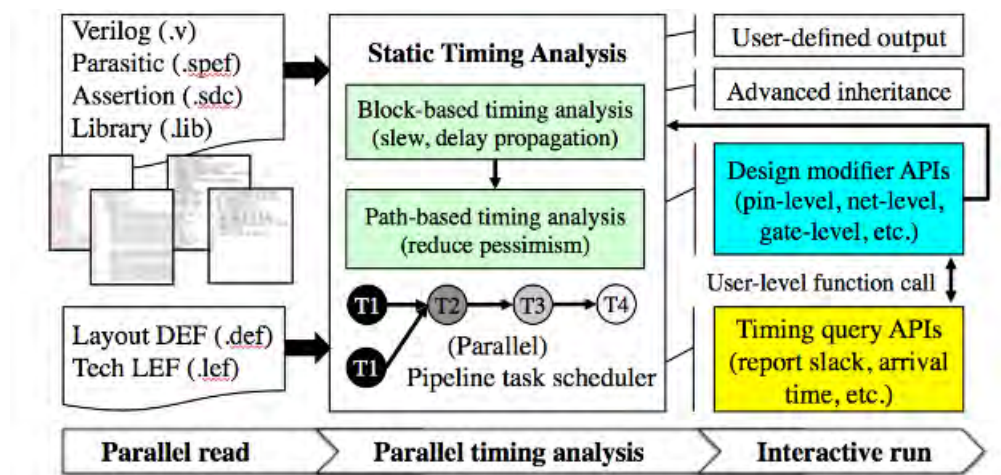 Verilog (.v)
Parasitic (.spef)
Assertion (.sdc)
Library (.lib)
Layout DEF (.def)
Tech LEF (.lef)
Static Timing Analysis
Block-based timing analysis
(slew, delay propagation)
Path-based timing analysis
(reduce pessimism)
T1
T2
T3
T4
T1
(Parallel)
Pipeline task scheduler
User-defined output
Advanced inheritance
Design modifier APIs
(pin-level, net-level,
gate-level, etc.)
User-level function call
Timing query APIs
(report slack, arrival
time, etc.)
Parallel read
Parallel timing analysis
Interactive run